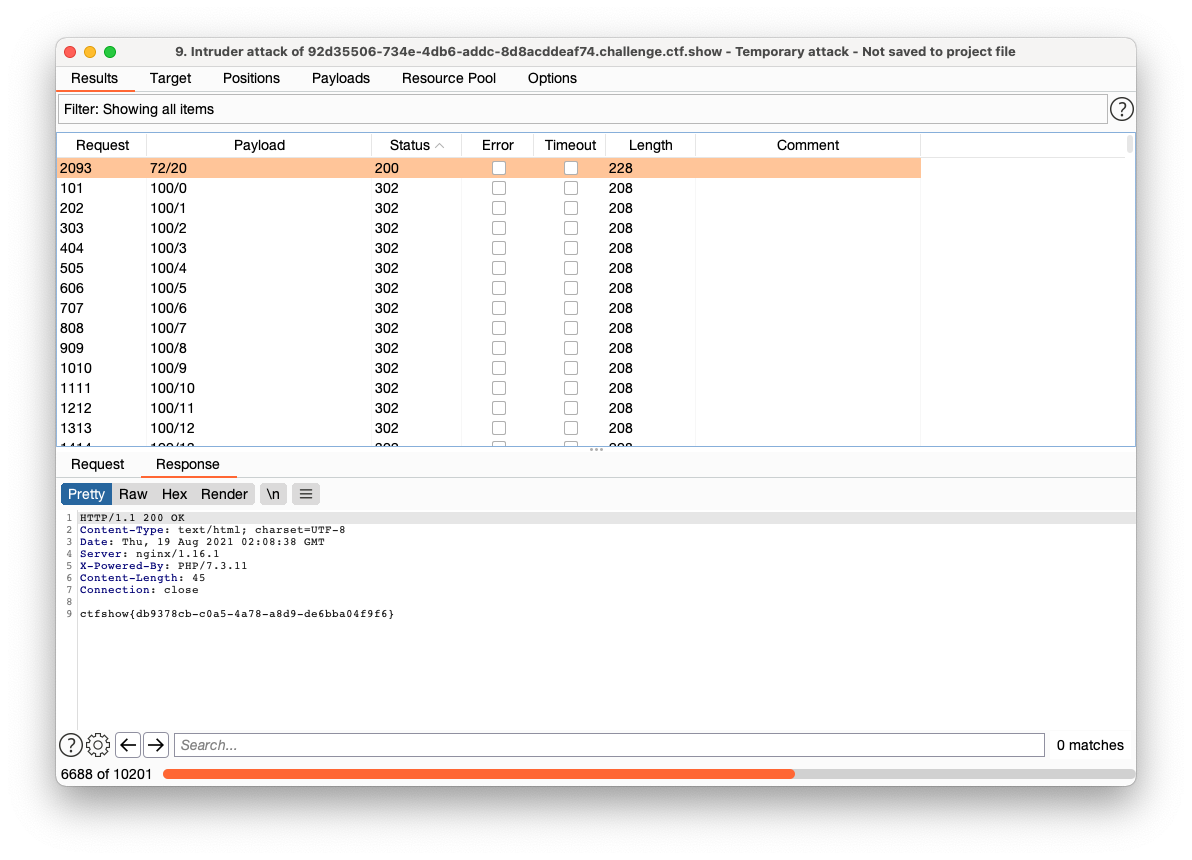 9. Intruder attack of 92d35506-734e-4db6-addc-8d8acddeaf74.challenge.ctf.show - Temporary attack - Not saved to project file
Results Target Positions Payloads Resource Pool Options
Filter: Showing all items ?
Request Payload Status Error Timeout Length Comment
2093 72/20 200 228
101 100/0 302 208
202 100/1 302 208
303 100/2 302 208
404 100/3 302 208
505 100/4 302 208
606 100/5 302 208
707 100/6 302 208
808 100/7 302 208
909 100/8 302 208
1010 100/9 302 208
1111 100/10 302 208
1212 100/11 302 208
1313 100/12 302 208
Request Response
Pretty Raw Hex Render \n
1 HTTP/1.1 200 OK
2 Content-Type: text/html; charset=UTF-8
3 Date: Thu, 19 Aug 2021 02:08:38 GMT
4 Server: nginx/1.16.1
5 X-Powered-By: PHP/7.3.11
6 Content-Length: 45
7 Connection: close
8
9 ctfshow{db9378cb-c0a5-4a78-a8d9-de6bba04f9f6}
? Search... 0 matches
6688 of 10201